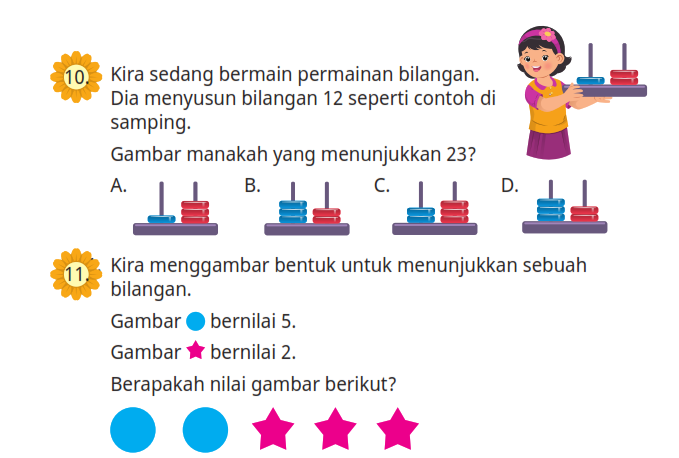 10. Kira sedang bermain permainan bilangan.
Dia menyusun bilangan 12 seperti contoh di
samping.
Gambar manakah yang menunjukkan 23?
A. B. C. D.
11. Kira menggambar bentuk untuk menunjukkan sebuah
bilangan.
Gambar bernilai 5.
Gambar bernilai 2.
Berapakah nilai gambar berikut?